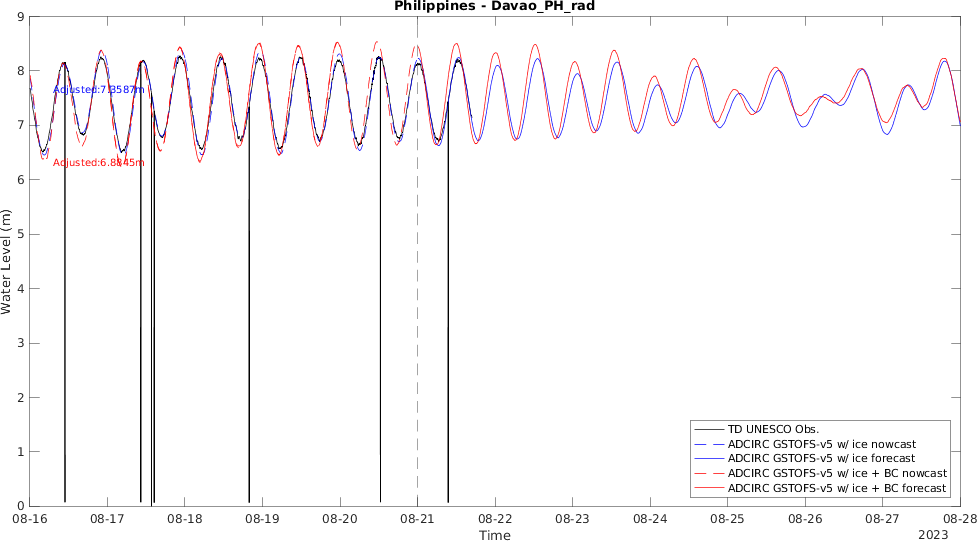 Philippines - Davao_PH_rad
9
8
7
6
5
4
3
2
1
0
Water Level (m)
Adjusted:7.3587m
Adjusted:6.8845m
TD UNESCO Obs.
ADCIRC GSTOFS-v5 w/ ice nowcast
ADCIRC GSTOFS-v5 w/ ice forecast
ADCIRC GSTOFS-v5 w/ ice + BC nowcast
ADCIRC GSTOFS-v5 w/ ice + BC forecast
08-16 08-17 08-18 08-19 08-20 08-21 08-22 08-23 08-24 08-25 08-26 08-27 08-28
Time
2023